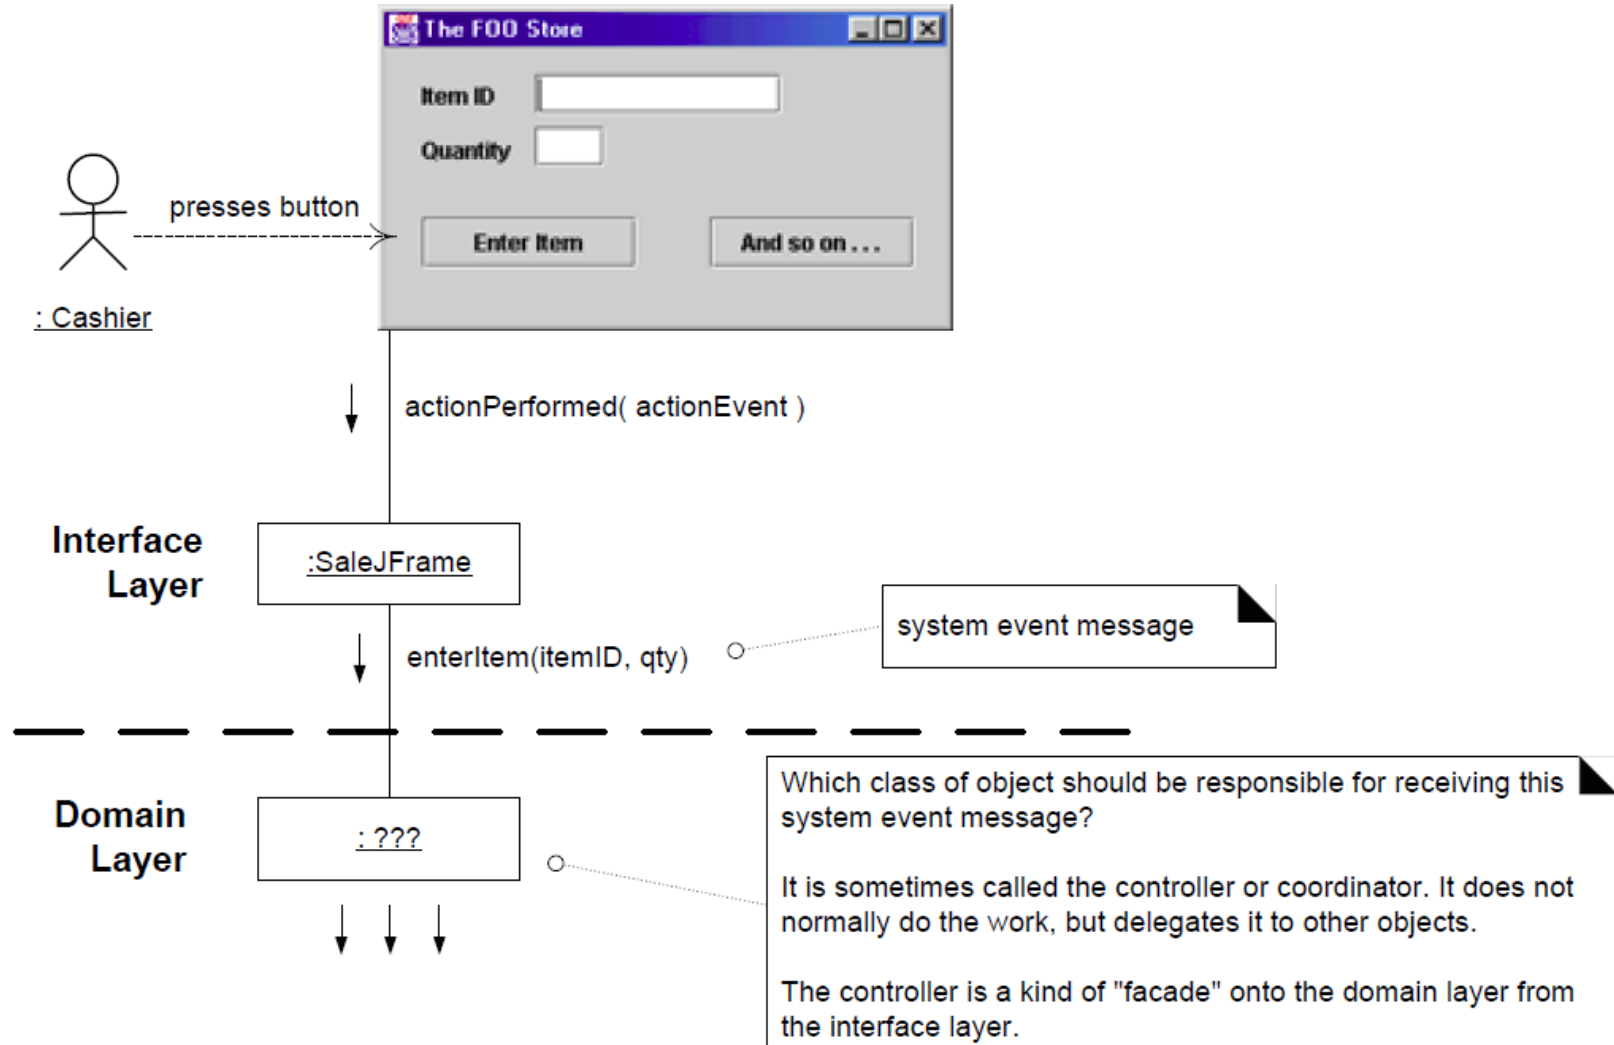 The FOO Store
Item ID
Quantity
presses button
Enter Item
And so on . . .
: Cashier
actionPerformed( actionEvent )
Interface
Layer
:SaleJFrame
system event message
enterItem(itemID, qty)
Domain
Layer
: ???
Which class of object should be responsible for receiving this
system event message?
It is sometimes called the controller or coordinator. It does not
normally do the work, but delegates it to other objects.
The controller is a kind of "facade" onto the domain layer from
the interface layer.